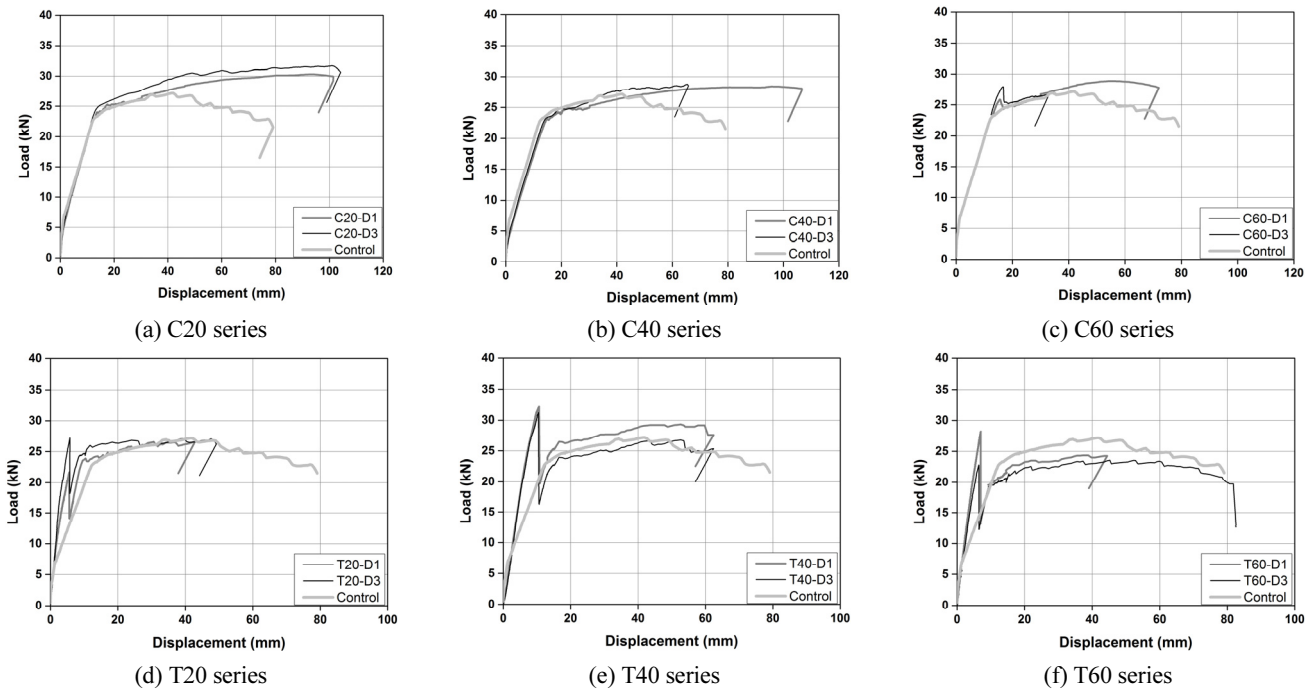 40
35
30
25
20
15
10
5
0
Load (kN)
C20-D1
C20-D3
Control
0 20 40 60 80 100 120
Displacement (mm)
(a) C20 series
40
35
30
25
20
15
10
5
0
Load (kN)
C40-D1
C40-D3
Control
0 20 40 60 80 100 120
Displacement (mm)
(b) C40 series
40
35
30
25
20
15
10
5
0
Load (kN)
C60-D1
C60-D3
Control
0 20 40 60 80 100 120
Displacement (mm)
(c) C60 series
40
35
30
25
20
15
10
5
0
Load (kN)
T20-D1
T20-D3
Control
0 20 40 60 80 100
Displacement (mm)
(d) T20 series
40
35
30
25
20
15
10
5
0
Load (kN)
T40-D1
T40-D3
Control
0 20 40 60 80 100
Displacement (mm)
(e) T40 series
40
35
30
25
20
15
10
5
0
Load (kN)
T60-D1
T60-D3
Control
0 20 40 60 80 100
Displacement (mm)
(f) T60 series